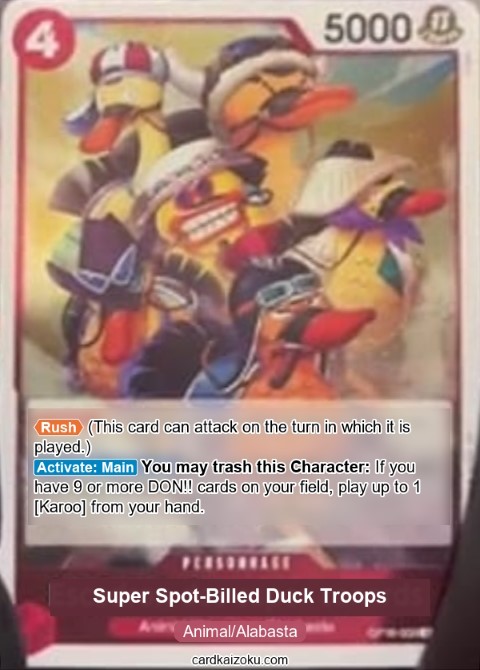 4
5000
Rush (This card can attack on the turn in which it is
played.)
Activate: Main You may trash this Character: If you
have 9 or more DON!! cards on your field, play up to 1
[Karoo] from your hand.
PERSONNAGE
Super Spot-Billed Duck Troops
Animal/Alabasta
cardkaizoku.com